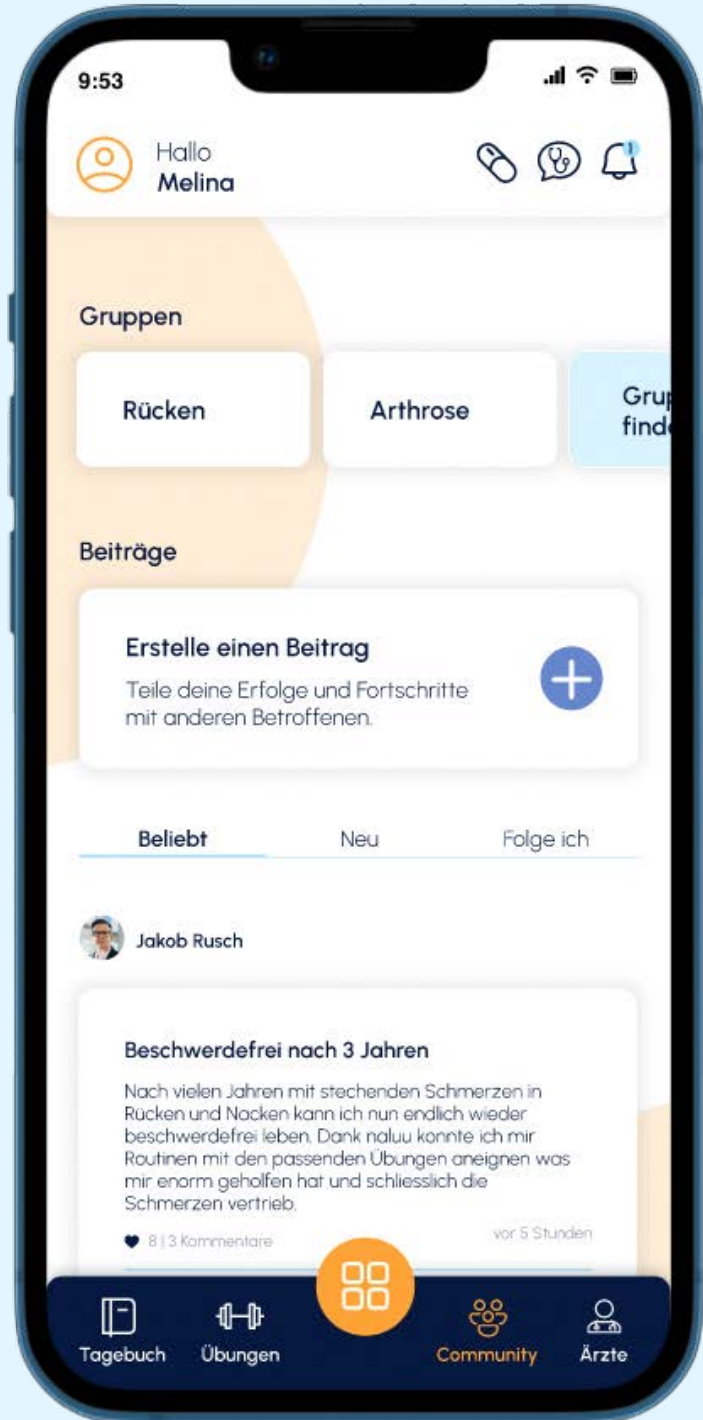 9:53
Hallo
Melina
1
Gruppen
Rücken
Arthrose
Grup
finde
Beiträge
Erstelle einen Beitrag
Teile deine Erfolge und Fortschritte
mit anderen Betroffenen.
Beliebt
Neu
Folge ich
Jakob Rusch
Beschwerdefrei nach 3 Jahren
Nach vielen Jahren mit stechenden Schmerzen in
Rücken und Nacken kann ich nun endlich wieder
beschwerdefrei leben. Dank naluu konnte ich mir
Routinen mit den passenden Übungen aneignen was
mir enorm geholfen hat und schliesslich die
Schmerzen vertrieb.
8 | 3 Kommentare
vor 5 Stunden
Tagebuch
Übungen
Community
Ärzte